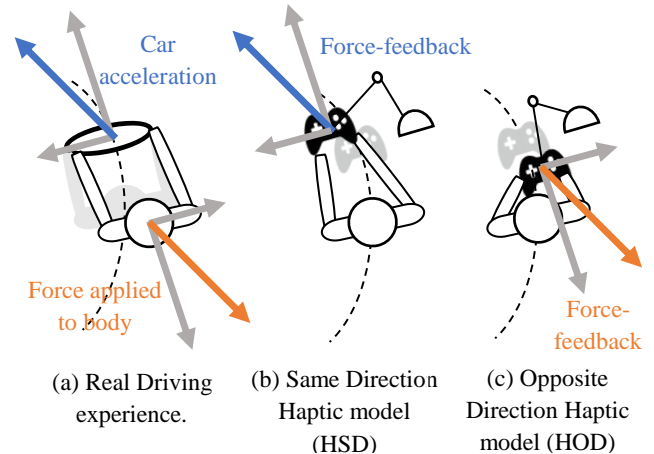 Car
acceleration
Force-feedback
Force applied
to body
Force-
feedback
(a) Real Driving
experience.
(b) Same Direction
Haptic model
(HSD)
(c) Opposite
Direction Haptic
model (HOD)